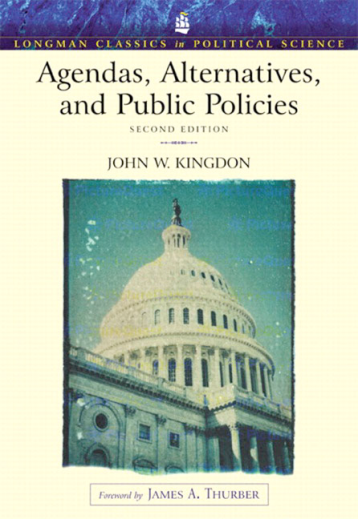 LONGMAN CLASSICS in POLITICAL SCIENCE
Agendas, Alternatives,
and Public Policies
SECOND EDITION
JOHN W. KINGDON
Foreword by JAMES A. THURBER